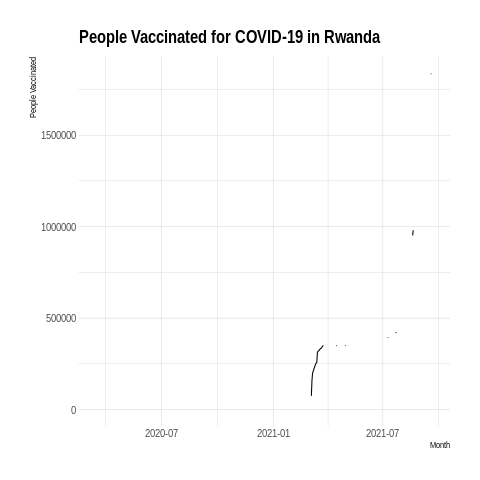 People Vaccinated for COVID-19 in Rwanda
People Vaccinated
1500000
1000000
500000
0
2020-07 2021-01 2021-07
Month